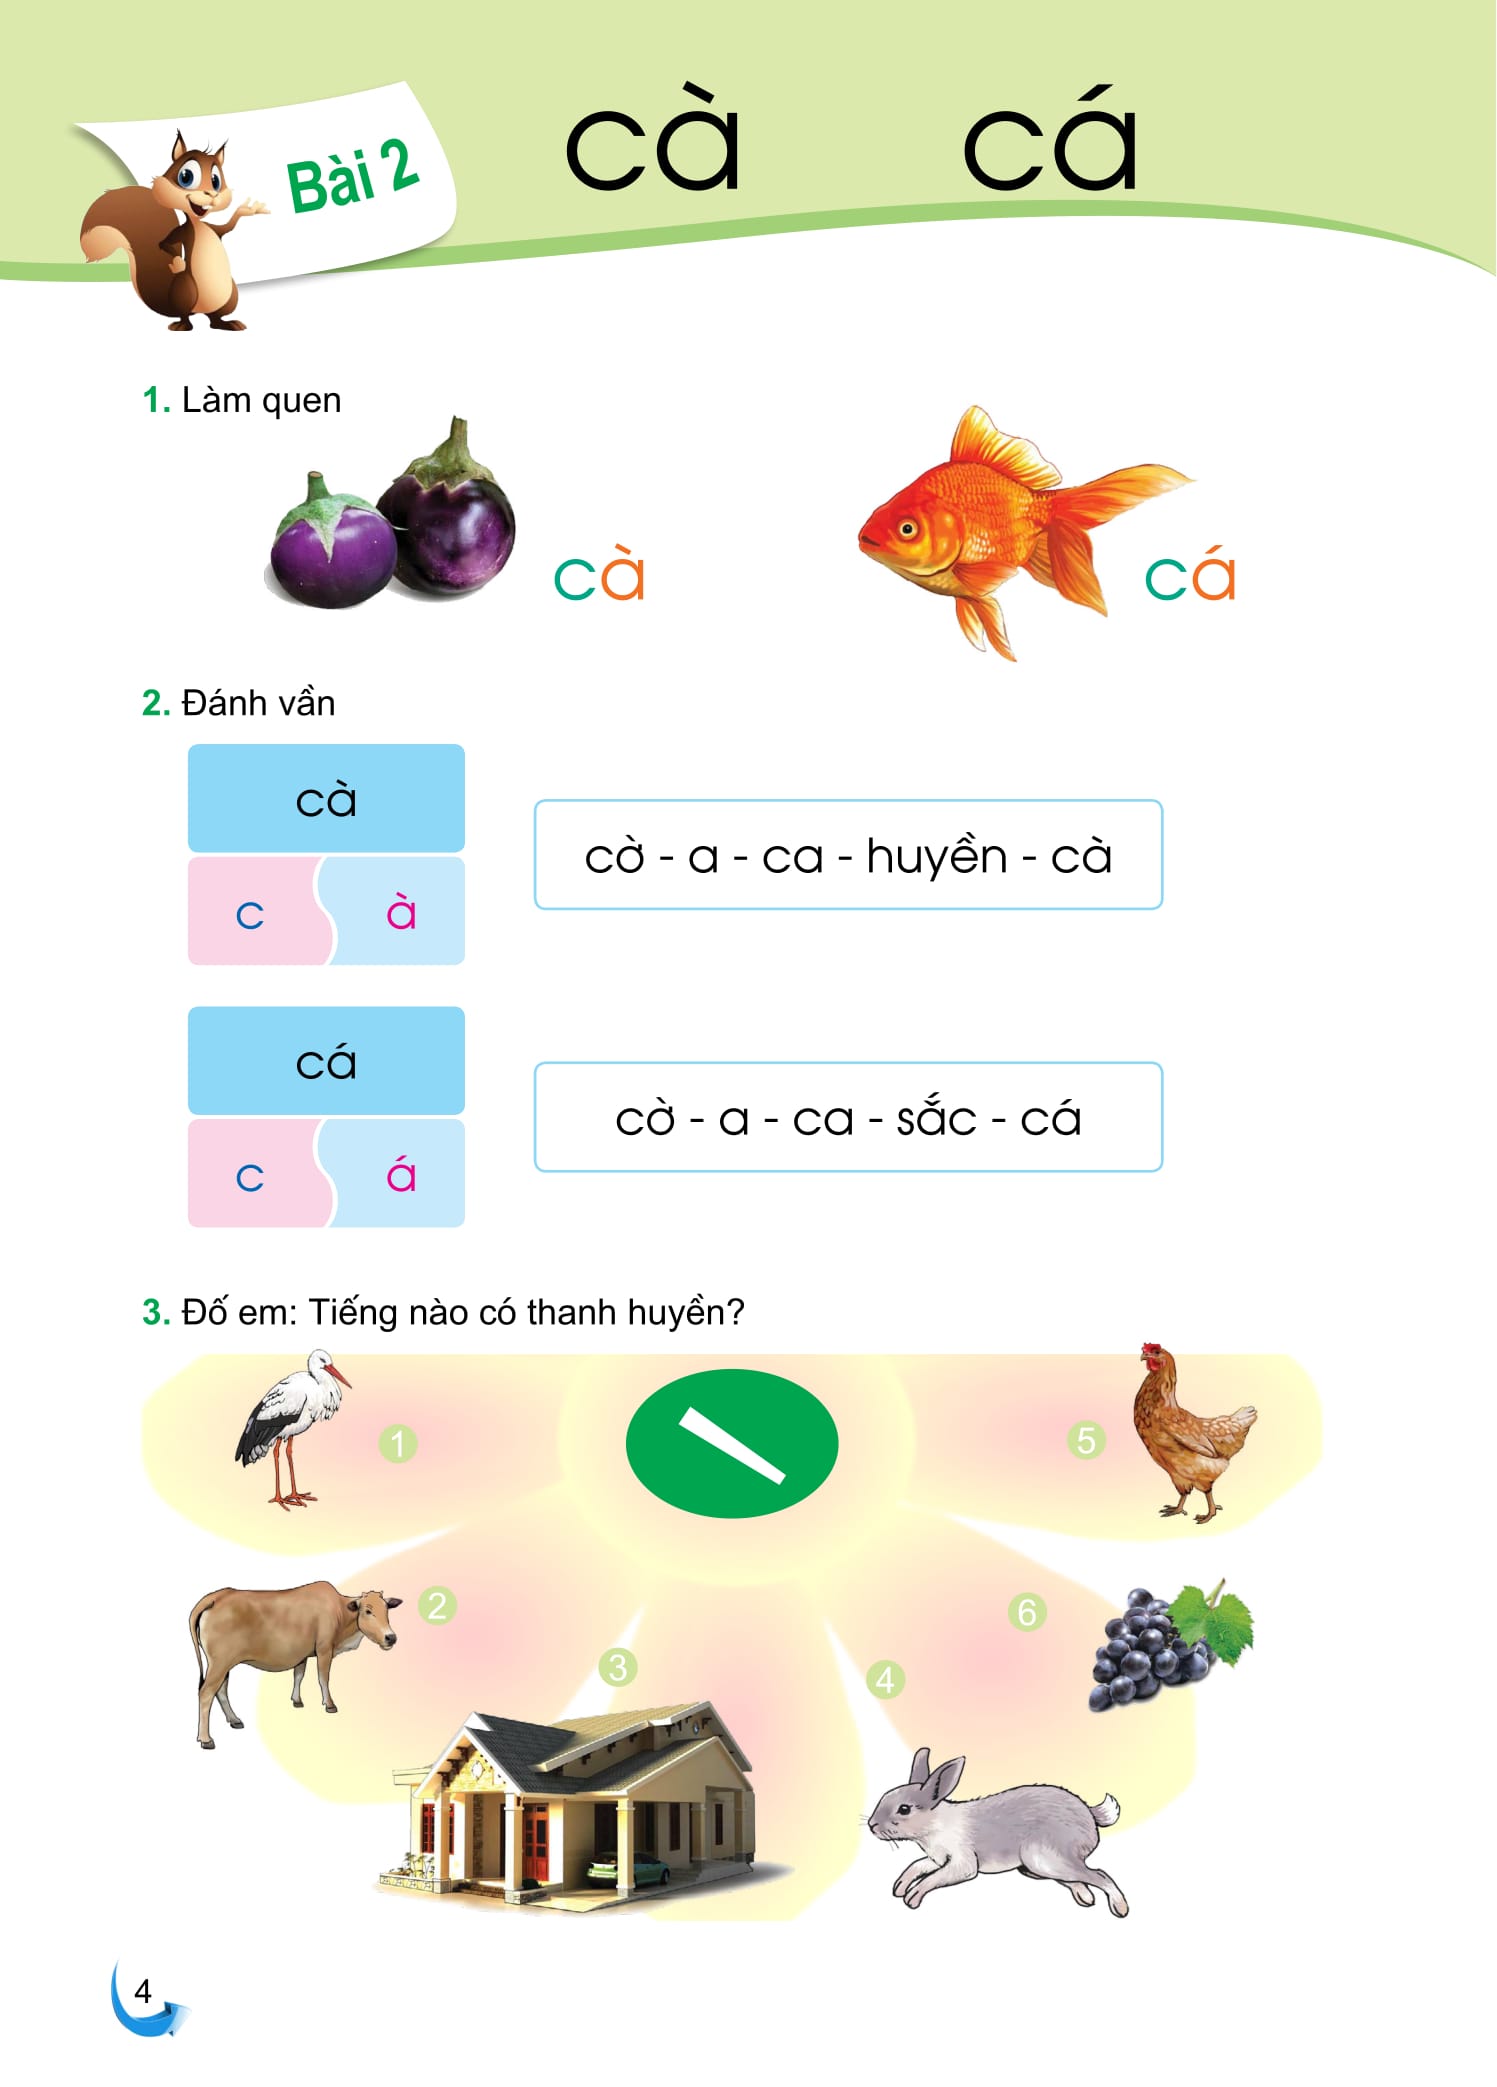 Bài 2
cà cá
1. Làm quen
cà cá
2. Đánh vần
cà
c à
cờ - a - ca - huyền - cà
cá
c á
cờ - a - ca - sắc - cá
3. Đố em: Tiếng nào có thanh huyền?
1
5
2
6
3
4
4